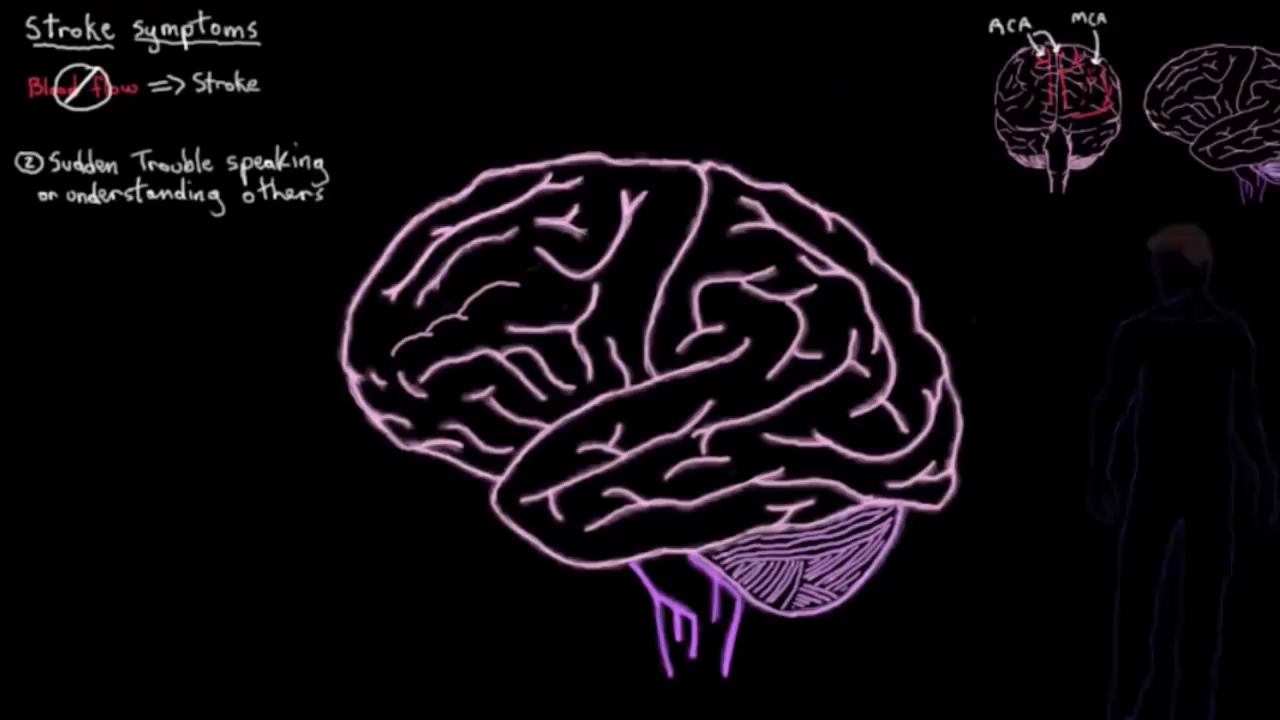 Stroke symptoms
Blood flow => Stroke
② Sudden Trouble speaking
or understanding others
ACA
MCA